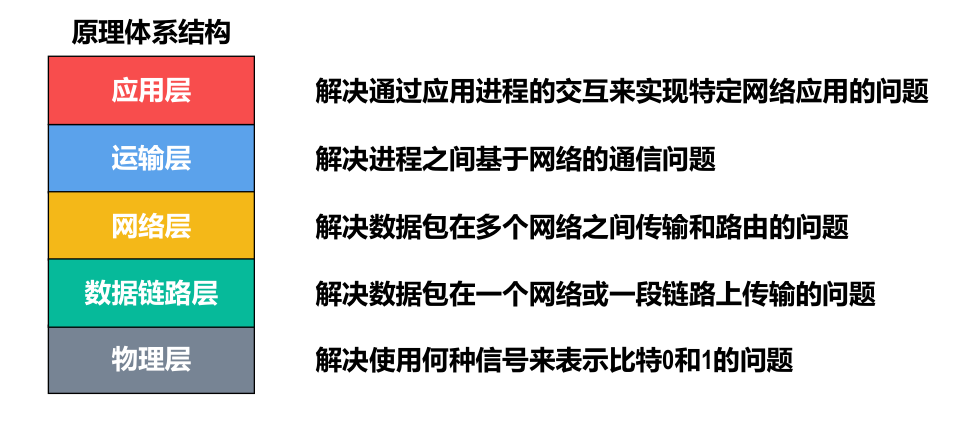 原理体系结构
应用层 解决通过应用进程的交互来实现特定网络应用的问题
运输层 解决进程之间基于网络的通信问题
网络层 解决数据包在多个网络之间传输和路由的问题
数据链路层 解决数据包在一个网络或一段链路上传输的问题
物理层 解决使用何种信号来表示比特0和1的问题